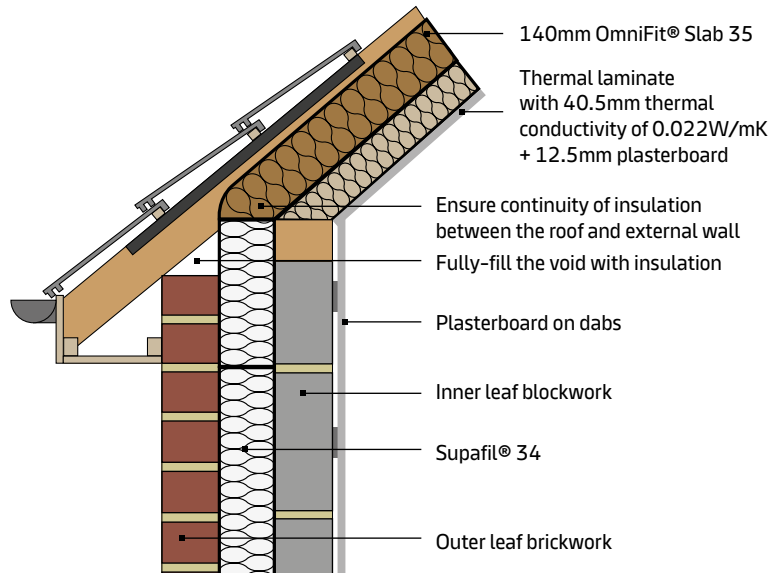 140mm OmniFit® Slab 35
Thermal laminate
with 40.5mm thermal
conductivity of 0.022W/mK
+ 12.5mm plasterboard
Ensure continuity of insulation
between the roof and external wall
Fully-fill the void with insulation
Plasterboard on dabs
Inner leaf blockwork
Supafil® 34
Outer leaf brickwork